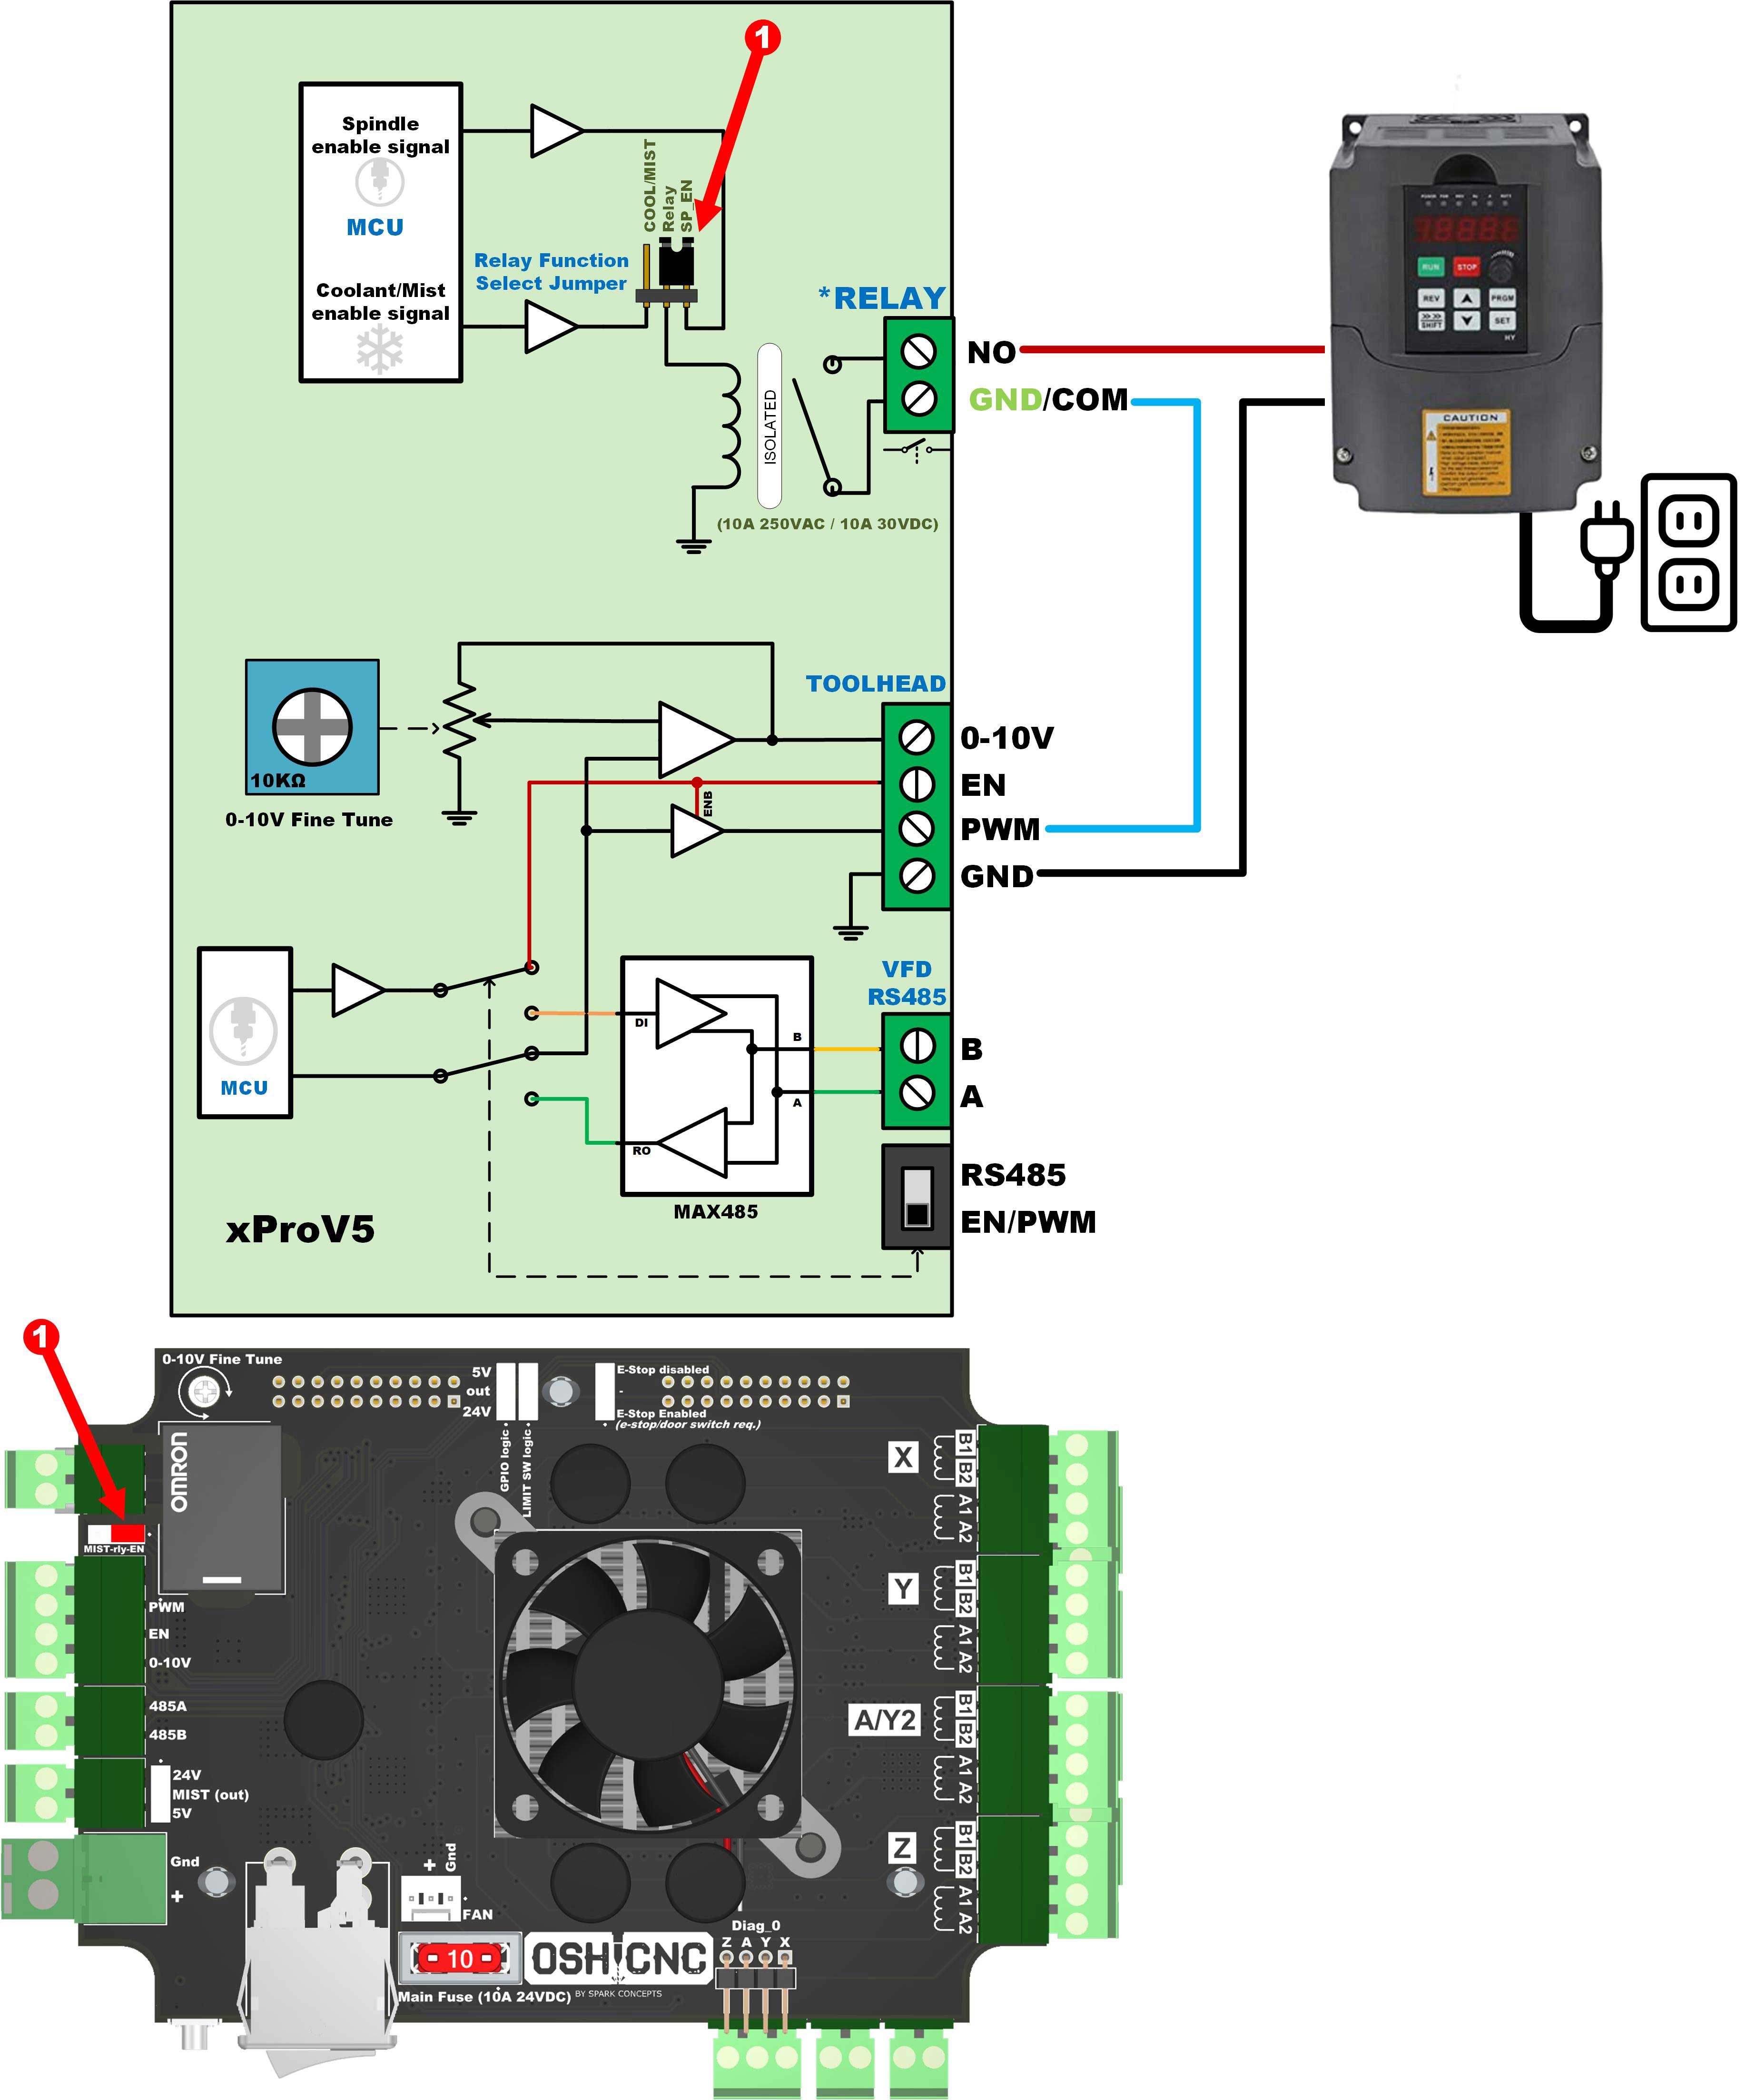 1
Spindle
enable signal
MCU
Coolant/Mist
enable signal
COOL/MIST
Relay
SP_EN
Relay Function
Select Jumper
*RELAY
NO
GND/COM
ISOLATED
(10A 250VAC / 10A 30VDC)
RUN
STOP
REV
PRGM
SHIFT
SET
HY
CAUTION
TOOLHEAD
0-10V
EN
PWM
GND
10KΩ
0-10V Fine Tune
ENB
MCU
VFD
RS485
B
A
DI
B
A
RO
MAX485
RS485
EN/PWM
xProV5
1
0-10V Fine Tune
5V
out
24V
GPIO logic
LIMIT SW logic
E-Stop disabled
-
E-Stop Enabled
(e-stop/door switch req.)
OMRON
MIST-rly-EN
PWM
EN
0-10V
485A
485B
24V
MIST (out)
5V
Gnd
+
X
B1 B2
A1 A2
Y
B1 B2
A1 A2
A/Y2
B1 B2
A1 A2
Z
B1 B2
A1 A2
+ Gnd
FAN
10
Main Fuse (10A 24VDC)
OSH CNC
BY SPARK CONCEPTS
Diag_0
Z A Y X